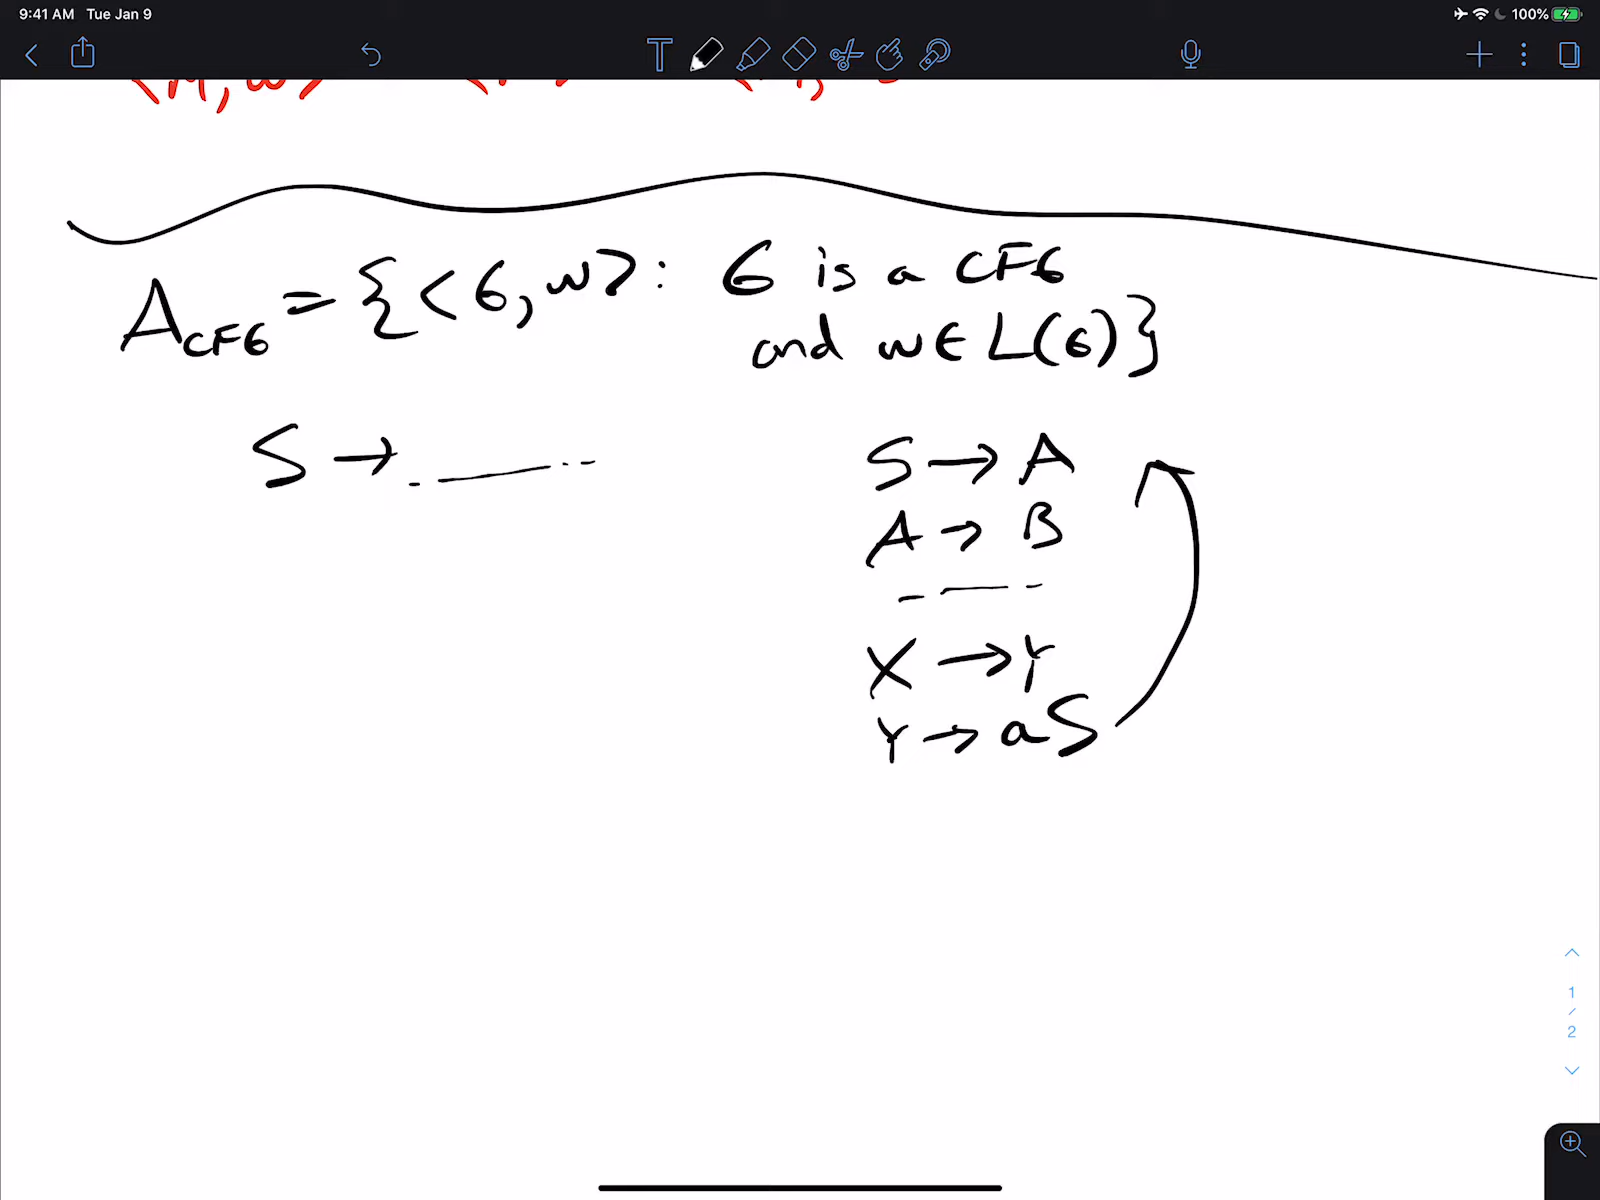 9:41 AM Tue Jan 9
100%
T
A_CFG = {<G, w>: G is a CFG
and w ∈ L(G)}
S → . — ..
S → A
A → B
- — -
X → Y
Y → aS
1
/
2